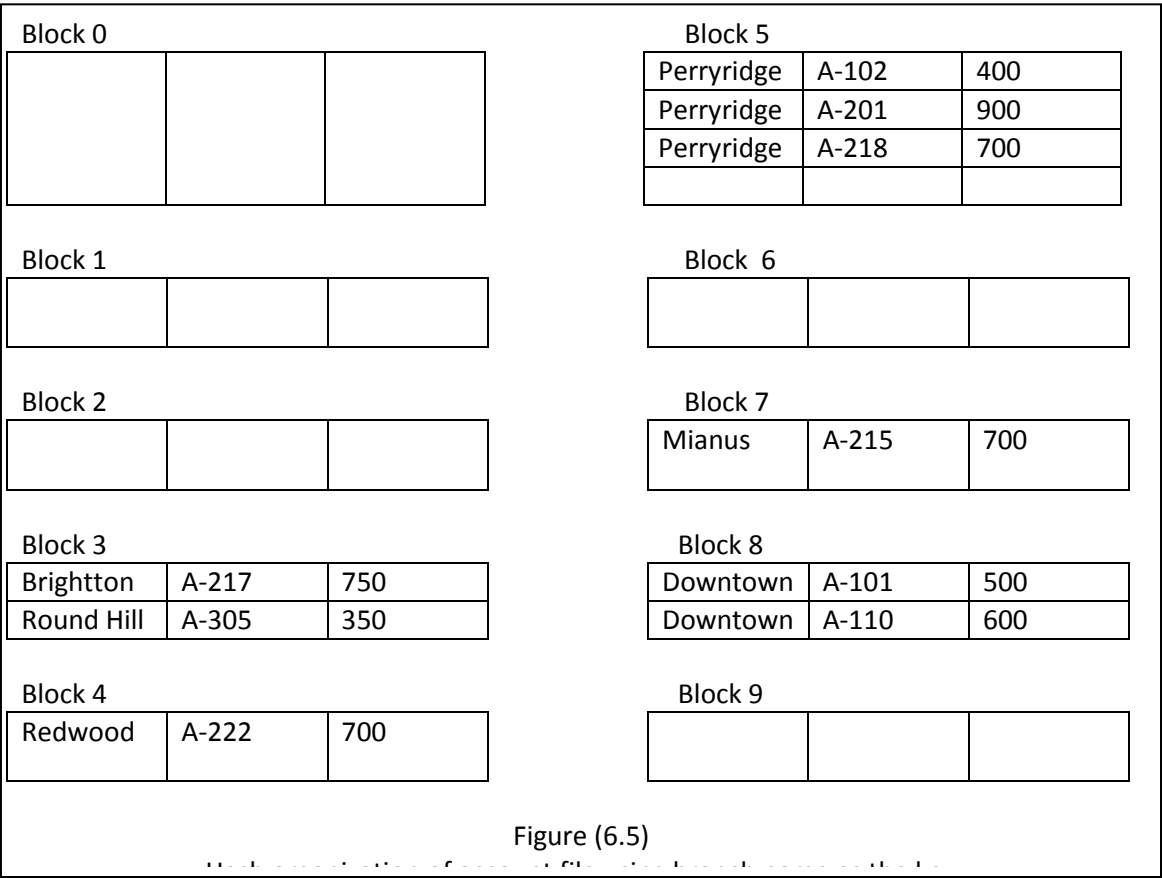 Block 0
Block 1
Block 2
Block 3
Brightton A-217 750
Round Hill A-305 350
Block 4
Redwood A-222 700
Block 5
Perryridge A-102 400
Perryridge A-201 900
Perryridge A-218 700
Block 6
Block 7
Mianus A-215 700
Block 8
Downtown A-101 500
Downtown A-110 600
Block 9
Figure (6.5)